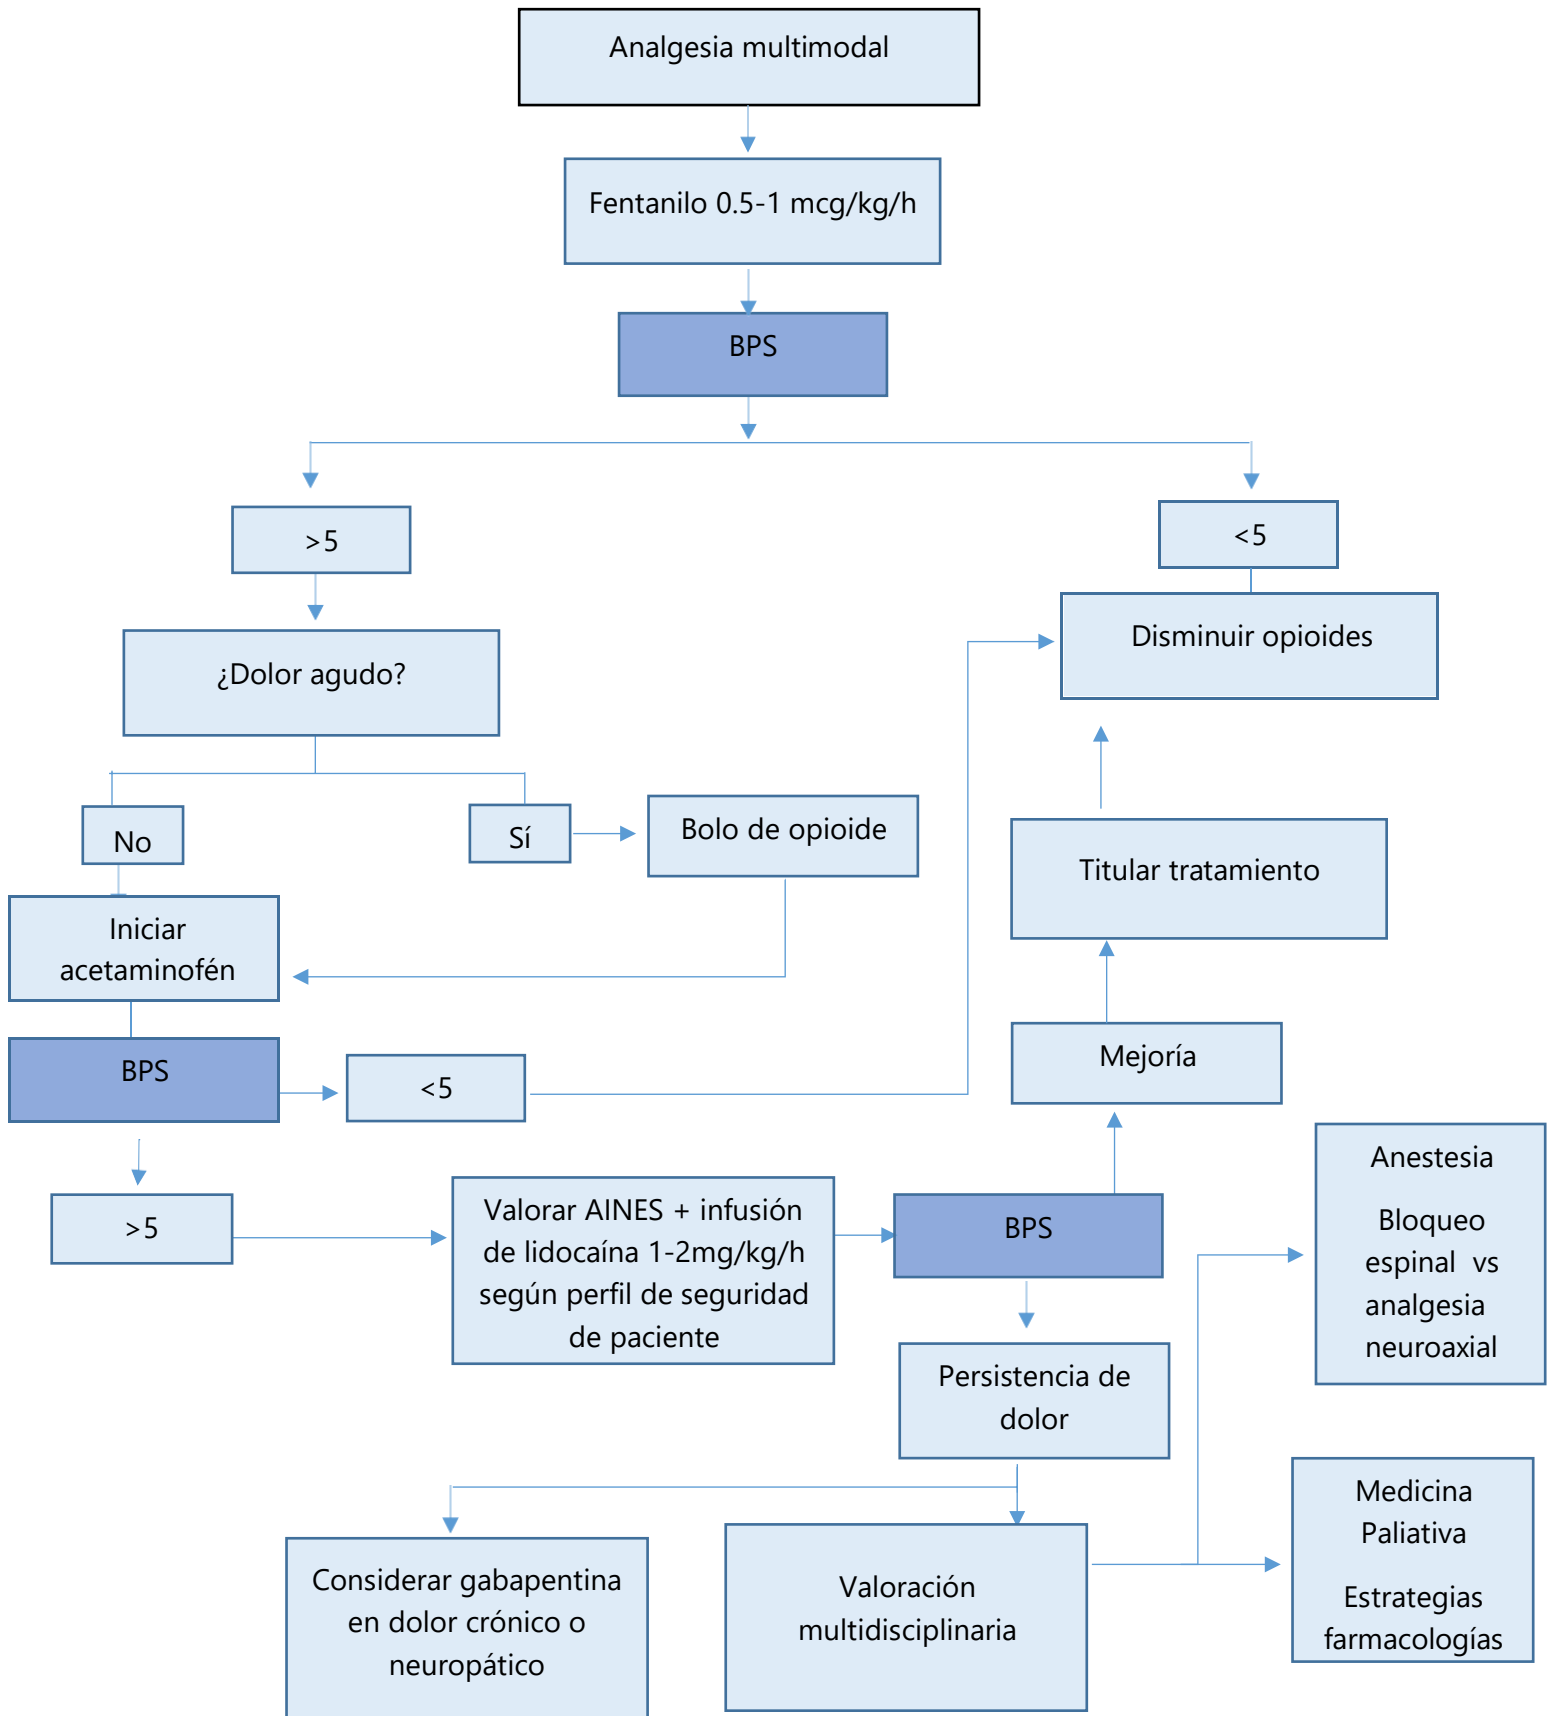 Analgesia multimodal
Fentanilo 0.5-1 mcg/kg/h
BPS
>5
<5
¿Dolor agudo?
Disminuir opioides
No
Sí
Bolo de opioide
Titular tratamiento
Iniciar
acetaminofén
BPS
<5
Mejoría
>5
Valorar AINES + infusión
de lidocaína 1-2mg/kg/h
según perfil de seguridad
de paciente
BPS
Anestesia
Bloqueo
espinal vs
analgesia
neuroaxial
Persistencia de
dolor
Considerar gabapentina
en dolor crónico o
neuropático
Valoración
multidisciplinaria
Medicina
Paliativa
Estrategias
farmacologías